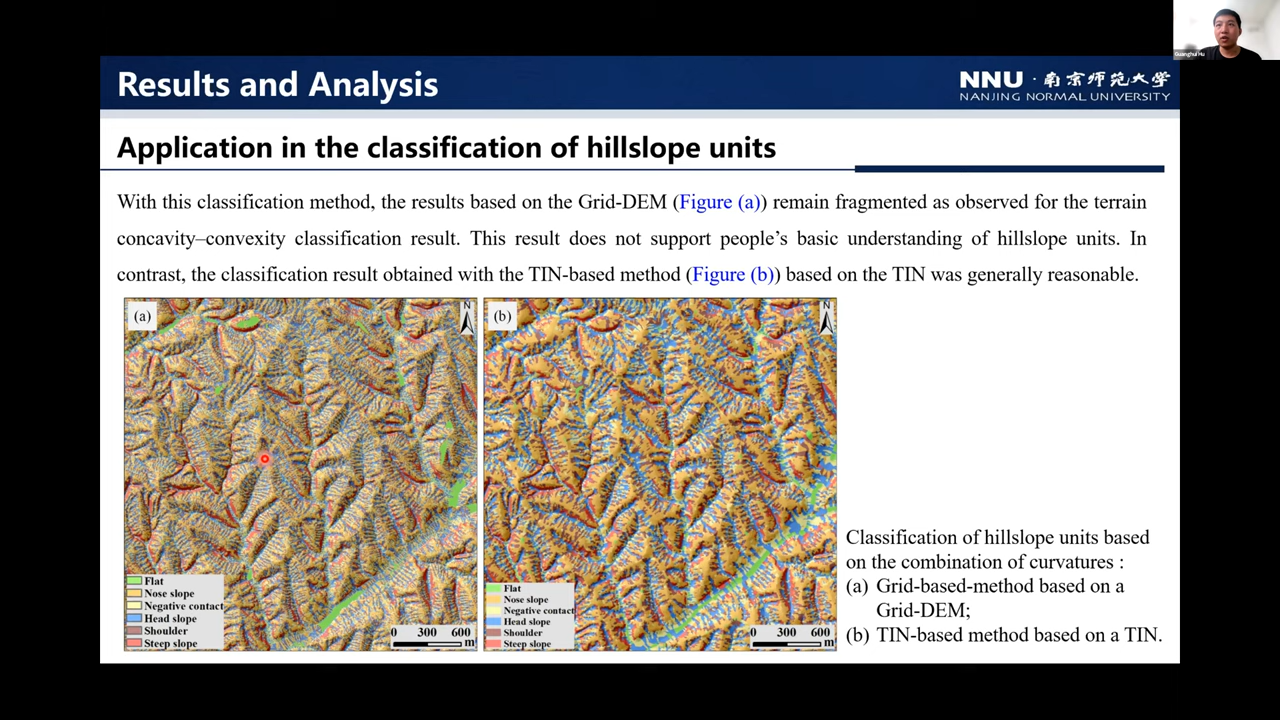 Guanghui Hu
Results and Analysis
NNU · 南京师范大学
NANJING NORMAL UNIVERSITY
Application in the classification of hillslope units
With this classification method, the results based on the Grid-DEM (Figure (a)) remain fragmented as observed for the terrain
concavity–convexity classification result. This result does not support people’s basic understanding of hillslope units. In
contrast, the classification result obtained with the TIN-based method (Figure (b)) based on the TIN was generally reasonable.
(a)
N
Flat
Nose slope
Negative contact
Head slope
Shoulder
Steep slope
0 300 600
m
(b)
N
Flat
Nose slope
Negative contact
Head slope
Shoulder
Steep slope
0 300 600
m
Classification of hillslope units based
on the combination of curvatures :
(a) Grid-based-method based on a
Grid-DEM;
(b) TIN-based method based on a TIN.